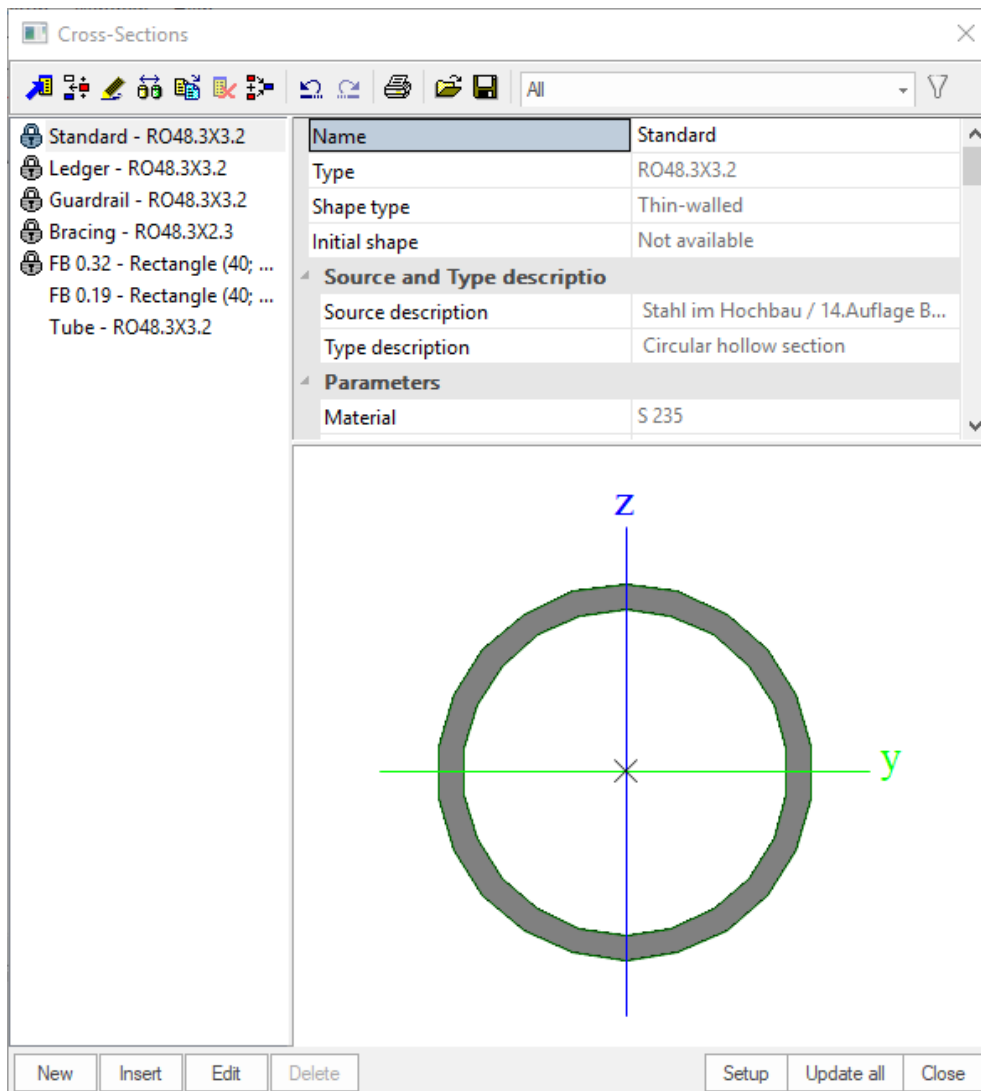 Cross-Sections
All
Standard - RO48.3X3.2
Ledger - RO48.3X3.2
Guardrail - RO48.3X3.2
Bracing - RO48.3X2.3
FB 0.32 - Rectangle (40; ...
FB 0.19 - Rectangle (40; ...
Tube - RO48.3X3.2
Name Standard
Type RO48.3X3.2
Shape type Thin-walled
Initial shape Not available
Source and Type descriptio
Source description Stahl im Hochbau / 14.Auflage B...
Type description Circular hollow section
Parameters
Material S 235
z
y
New Insert Edit Delete Setup Update all Close